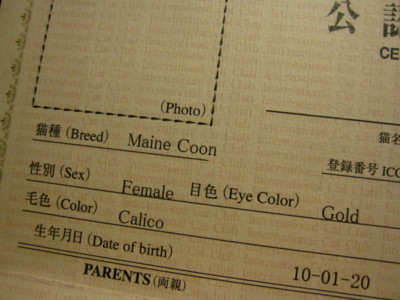 公認
CE
(Photo)
猫名
猫種 (Breed) Maine Coon
登録番号 ICC
性別 (Sex) Female 目色 (Eye Color) Gold
毛色 (Color) Calico
生年月日 (Date of birth) 10-01-20
PARENTS (両親)